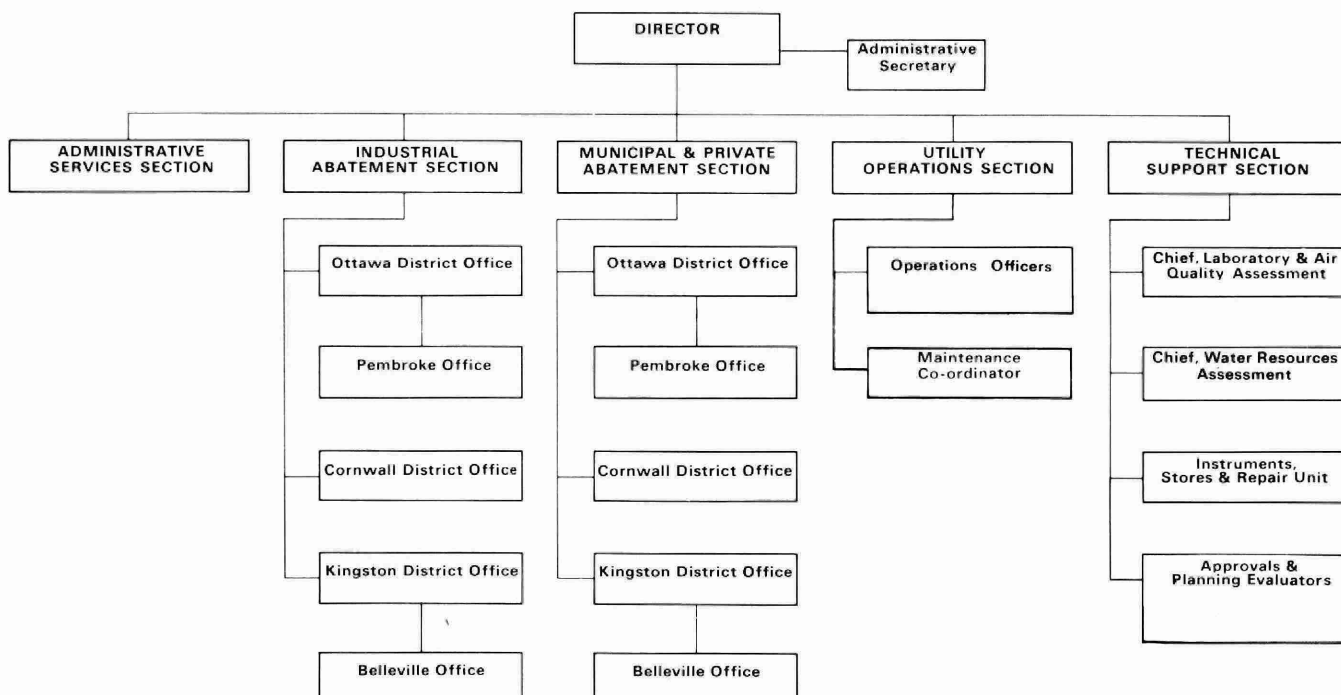 DIRECTOR
Administrative
Secretary
ADMINISTRATIVE
SERVICES SECTION
INDUSTRIAL
ABATEMENT SECTION
MUNICIPAL & PRIVATE
ABATEMENT SECTION
UTILITY
OPERATIONS SECTION
TECHNICAL
SUPPORT SECTION
Ottawa District Office
Pembroke Office
Cornwall District Office
Kingston District Office
Belleville Office
Ottawa District Office
Pembroke Office
Cornwall District Office
Kingston District Office
Belleville Office
Operations Officers
Maintenance
Co-ordinator
Chief, Laboratory & Air
Quality Assessment
Chief, Water Resources
Assessment
Instruments,
Stores & Repair Unit
Approvals &
Planning Evaluators